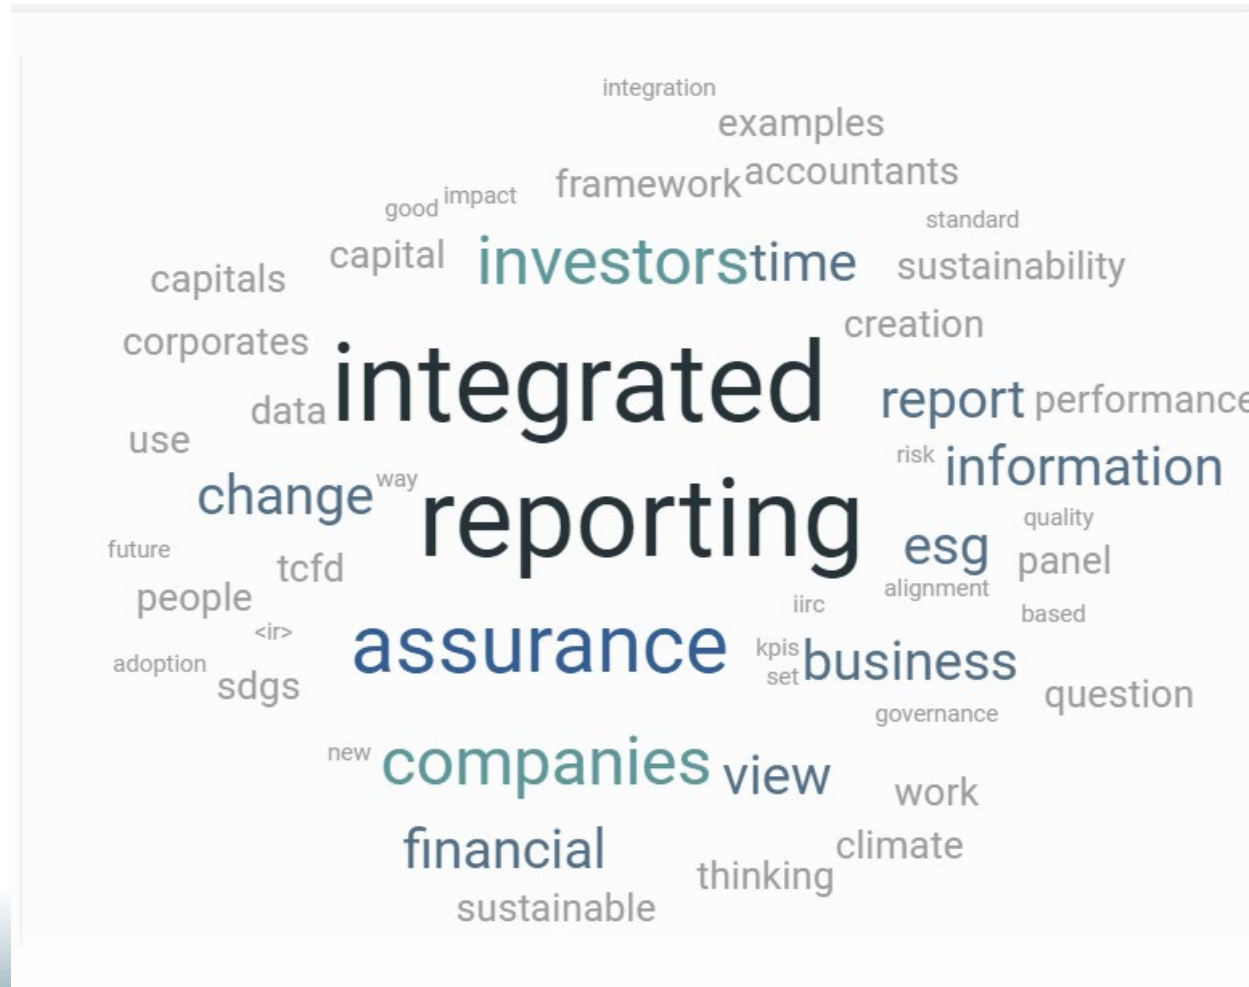 integration
examples
framework accountants
good impact
standard
capital investors time sustainability
capitals
creation
corporates
integrated
data report performance
use
risk information
change way
reporting
quality
future esg panel
tcfd
alignment
people iirc based
<ir>
assurance kpis business
adoption set
sdgs question
governance
new companies view
work
financial climate
thinking
sustainable